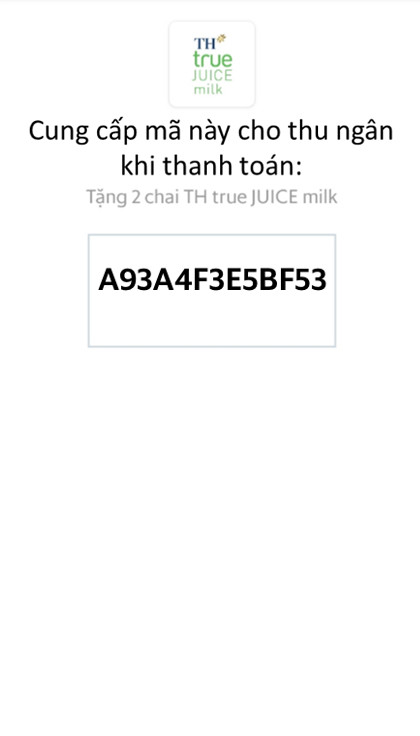 TH
true
JUICE
milk
Cung cấp mã này cho thu ngân
khi thanh toán:
Tặng 2 chai TH true JUICE milk
A93A4F3E5BF53